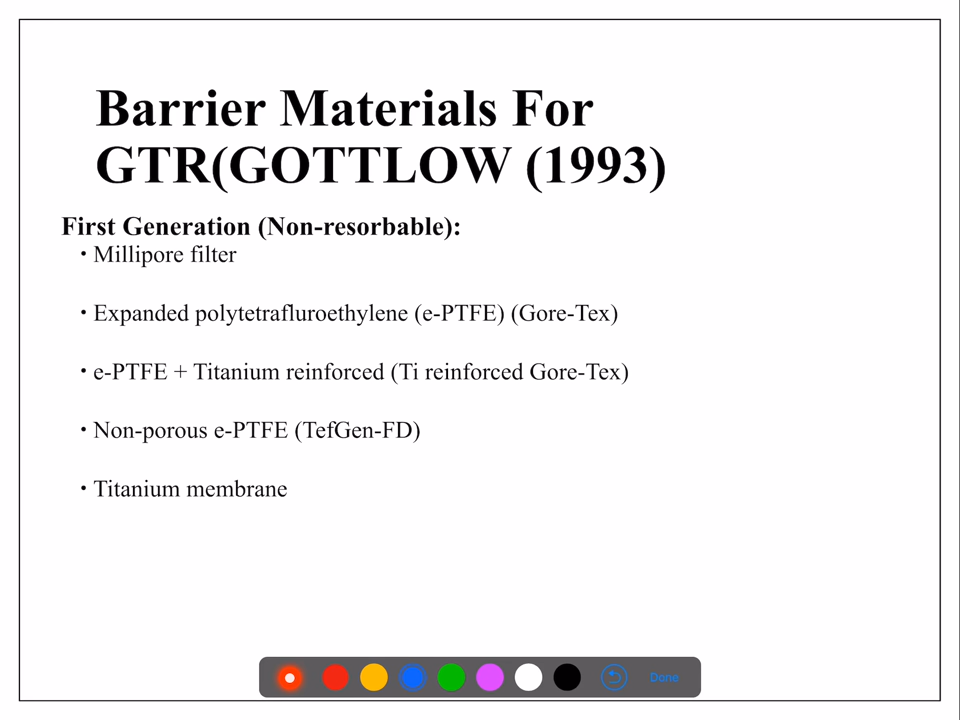 Barrier Materials For
GTR(GOTTLOW (1993)
First Generation (Non-resorbable):
• Millipore filter
• Expanded polytetrafluroethylene (e-PTFE) (Gore-Tex)
• e-PTFE + Titanium reinforced (Ti reinforced Gore-Tex)
• Non-porous e-PTFE (TefGen-FD)
• Titanium membrane
Done